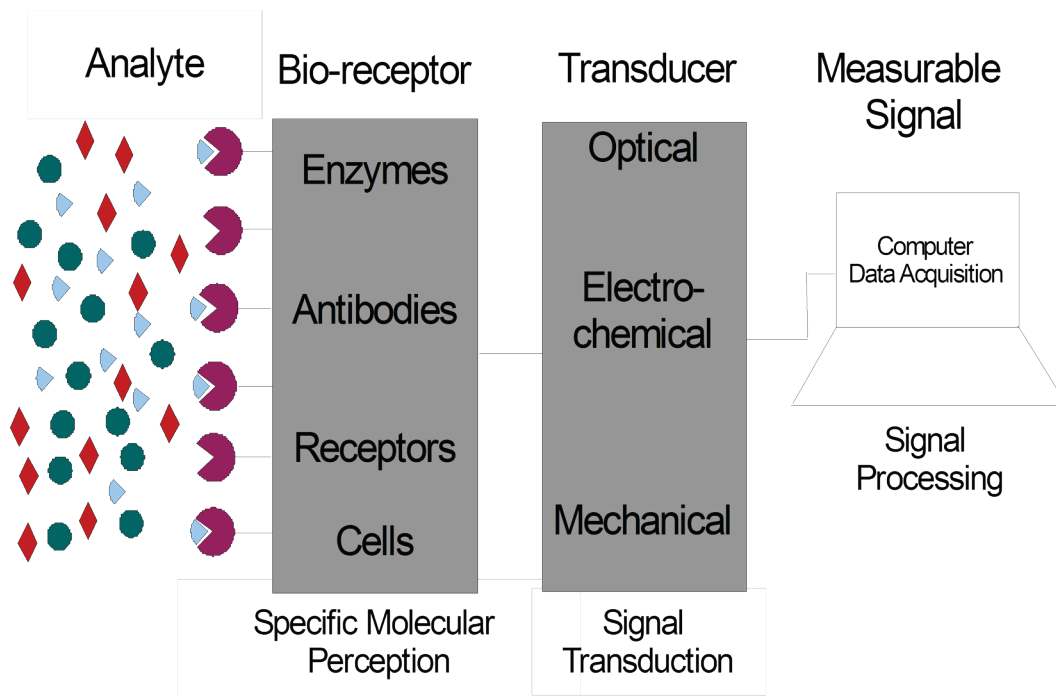 Analyte
Bio-receptor
Transducer
Measurable
Signal
Enzymes
Antibodies
Receptors
Cells
Optical
Electro-
chemical
Mechanical
Computer
Data Acquisition
Signal
Processing
Specific Molecular
Perception
Signal
Transduction